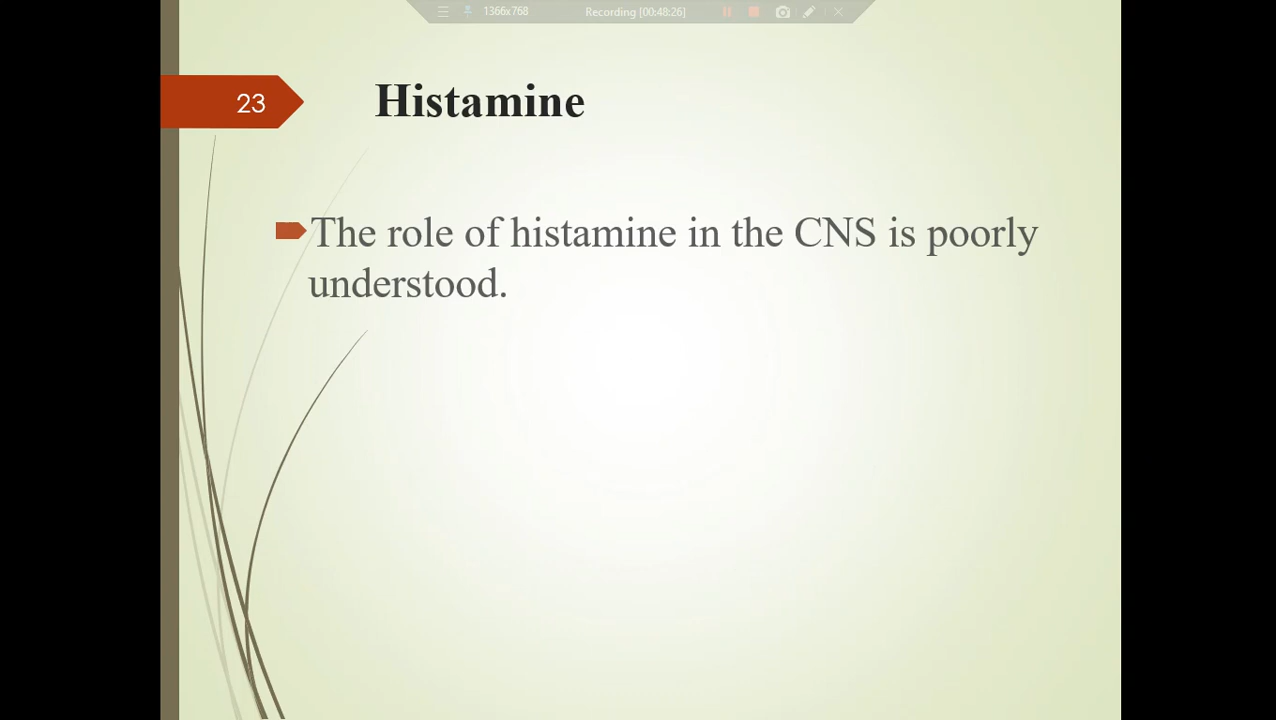 1366x768 Recording [00:48:26]
23
Histamine
The role of histamine in the CNS is poorly
understood.